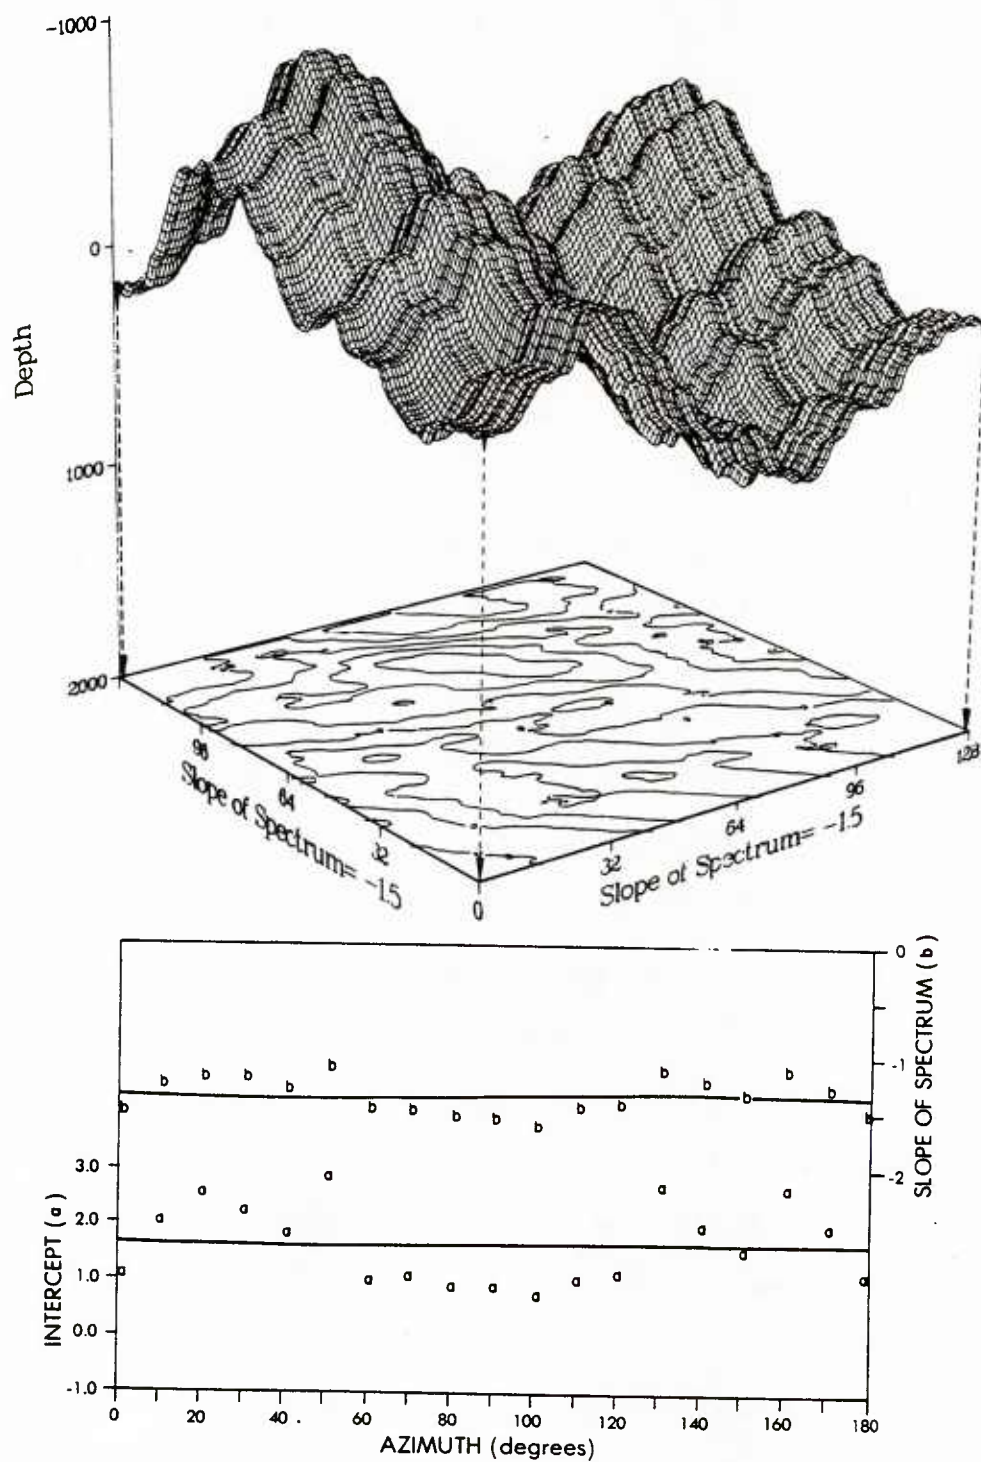 -1000
0
Depth
1000
2000
96
64
32
Slope of Spectrum= -1.5
0
32
64
96
128
Slope of Spectrum= -1.5
0
-1
-2
SLOPE OF SPECTRUM (b)
b b b b b b b b b b b b b b b b b b b
3.0
2.0
1.0
0.0
-1.0
INTERCEPT (a)
a a a a a a a a a a a a a a a a a a a
0 20 40 60 80 100 120 140 160 180
AZIMUTH (degrees)